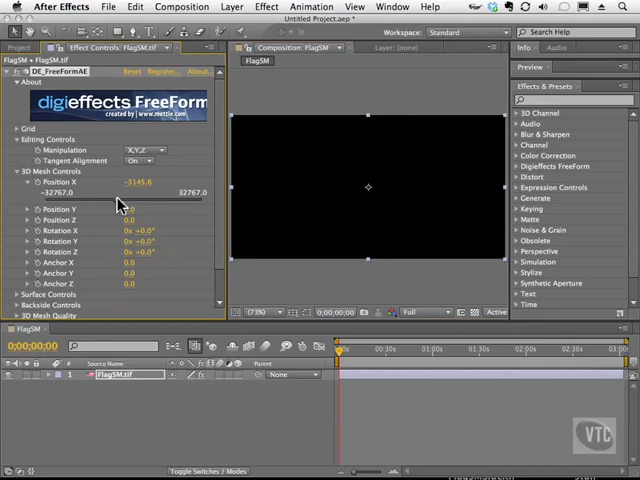 After Effects File Edit Composition Layer Effect Animation View Window Help
Untitled Project.aep *
Workspace: Standard Search Help
Project Effect Controls: FlagSM.tif Composition: FlagSM Layer: (none) Info Audio
FlagSM • FlagSM.tif
FlagSM
DE_FreeFormAE Reset Register... About...
Preview
About
Effects & Presets
digieffects FreeForm
created by | www.mettle.com
Grid
Editing Controls
Manipulation X,Y,Z
Tangent Alignment On
3D Mesh Controls
Position X -3145.8
-32767.0 32767.0
Position Y 0.0
Position Z 0.0
Rotation X 0x +0.0°
Rotation Y 0x +0.0°
Rotation Z 0x +0.0°
Anchor X 0.0
Anchor Y 0.0
Anchor Z 0.0
Surface Controls
Backside Controls
3D Mesh Quality
3D Channel
Audio
Blur & Sharpen
Channel
Color Correction
Digieffects FreeForm
Distort
Expression Controls
Generate
Keying
Matte
Noise & Grain
Obsolete
Perspective
Simulation
Stylize
Synthetic Aperture
Text
Time
(73%) 0;00;00;00 Full Active
FlagSM
0;00;00;00
00:30s 01:00s 01:30s 02:00s 02:30s 03:00
# Source Name Parent
1 FlagSM.tif None
VTC
Toggle Switches / Modes